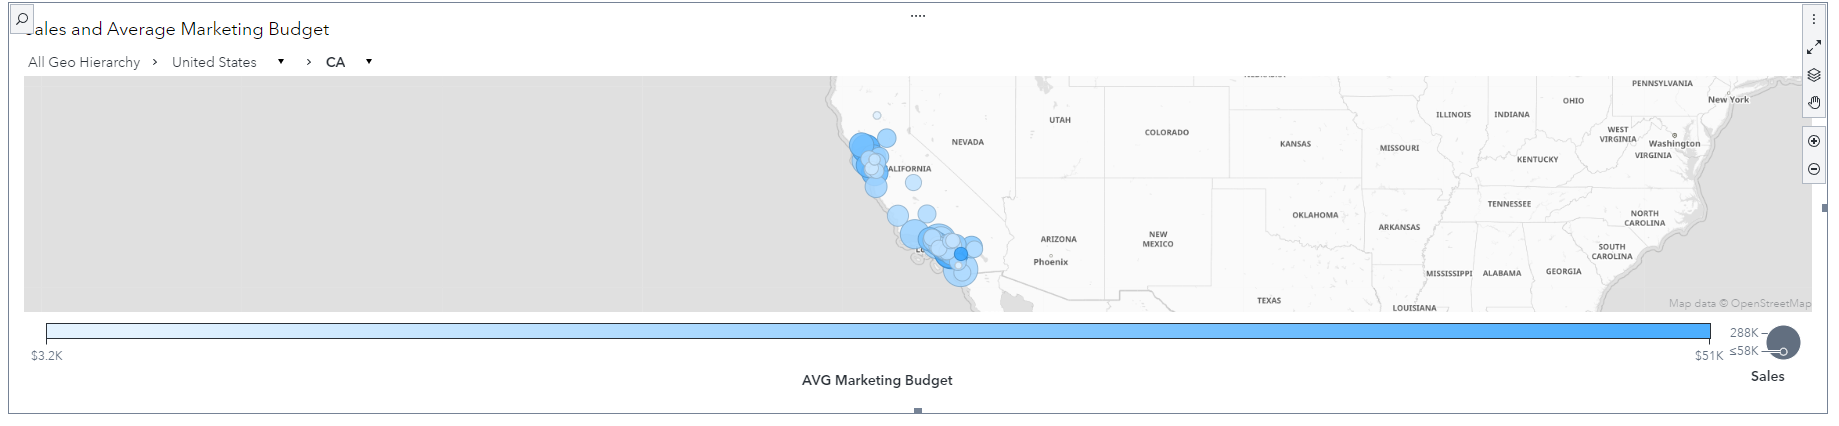 ales and Average Marketing Budget
All Geo Hierarchy > United States > CA
PENNSYLVANIA
New York
OHIO
ILLINOIS
INDIANA
UTAH
COLORADO
NEVADA
KANSAS
MISSOURI
WEST
VIRGINIA
Washington
VIRGINIA
KENTUCKY
ALIFORNIA
TENNESSEE
OKLAHOMA
ARKANSAS
NORTH
CAROLINA
ARIZONA
NEW
MEXICO
Phoenix
SOUTH
CAROLINA
MISSISSIPPI
ALABAMA
GEORGIA
TEXAS
LOUISIANA
Map data © OpenStreetMap
$3.2K
$51K
288K
≤58K
AVG Marketing Budget
Sales